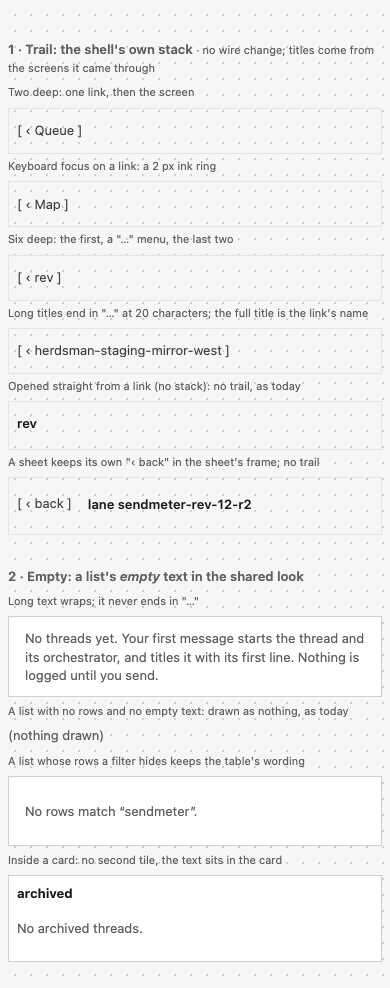 1 · Trail: the shell's own stack · no wire change; titles come from
the screens it came through
Two deep: one link, then the screen
[ ‹ Queue ]
Keyboard focus on a link: a 2 px ink ring
[ ‹ Map ]
Six deep: the first, a "…" menu, the last two
[ ‹ rev ]
Long titles end in "…" at 20 characters; the full title is the link's name
[ ‹ herdsman-staging-mirror-west ]
Opened straight from a link (no stack): no trail, as today
rev
A sheet keeps its own "‹ back" in the sheet's frame; no trail
[ ‹ back ] lane sendmeter-rev-12-r2
2 · Empty: a list's empty text in the shared look
Long text wraps; it never ends in "…"
No threads yet. Your first message starts the thread and
its orchestrator, and titles it with its first line. Nothing is
logged until you send.
A list with no rows and no empty text: drawn as nothing, as today
(nothing drawn)
A list whose rows a filter hides keeps the table's wording
No rows match “sendmeter”.
Inside a card: no second tile, the text sits in the card
archived
No archived threads.